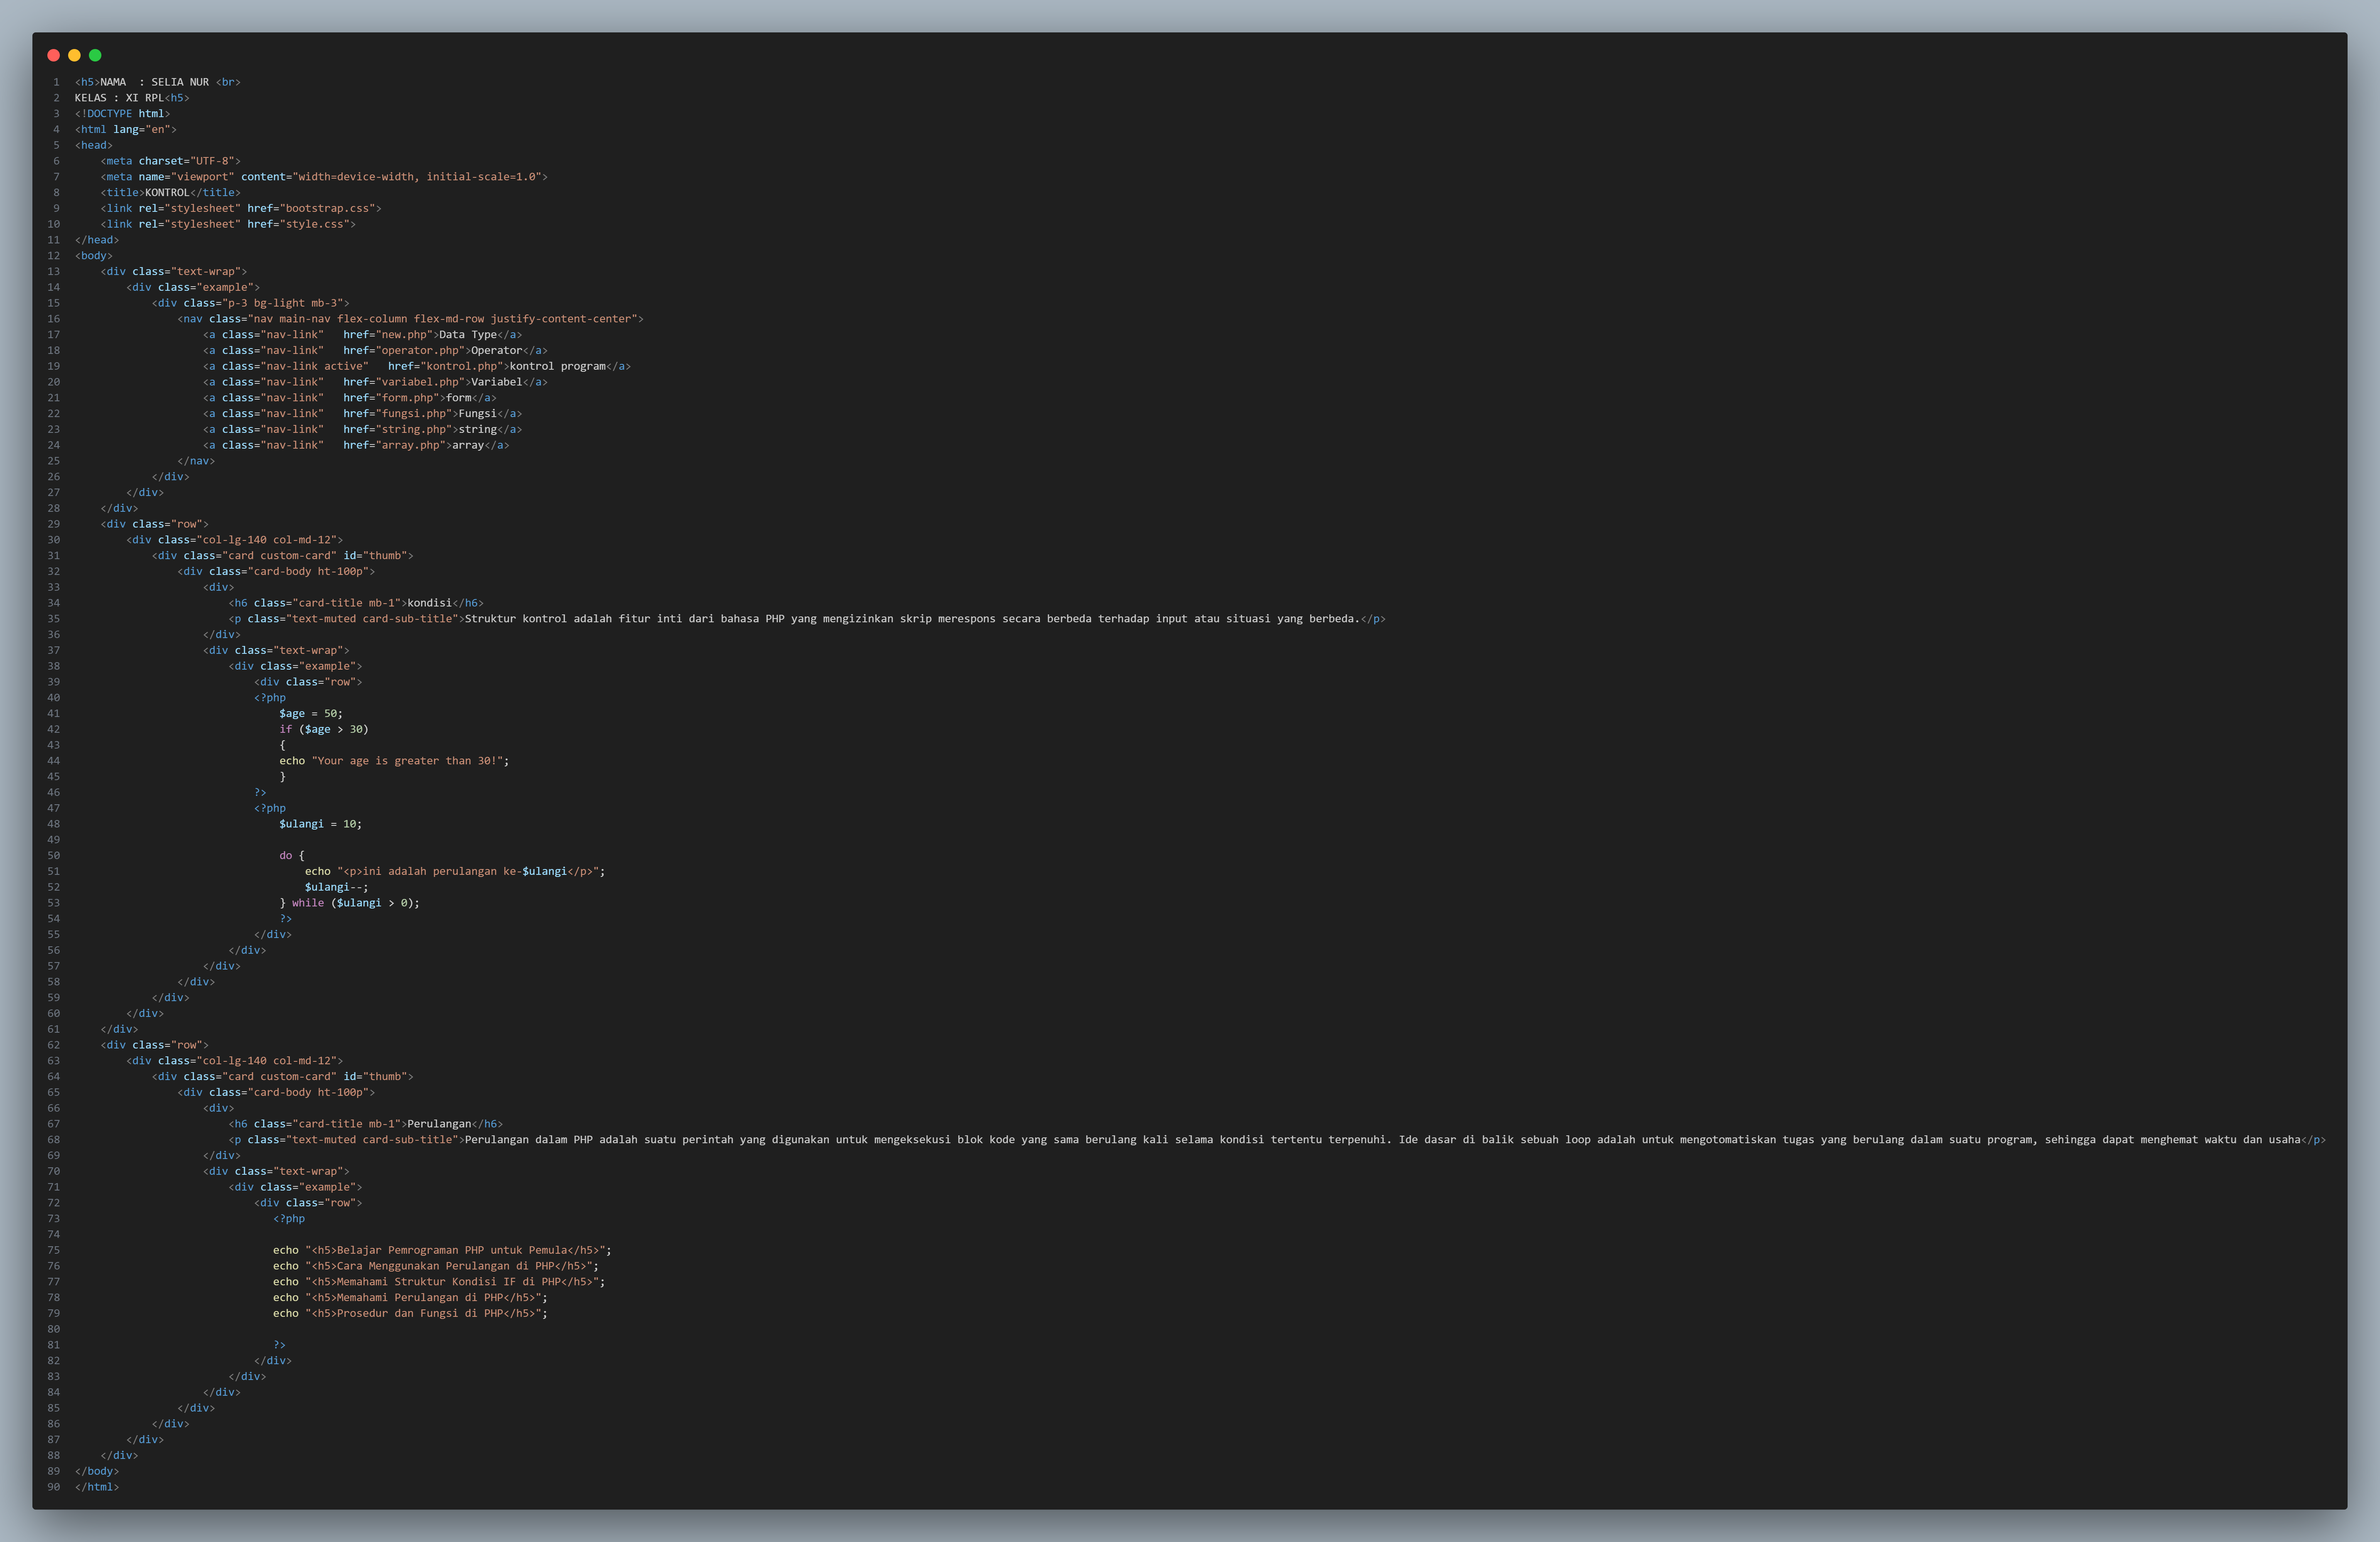 1 <h5>NAMA  : SELIA NUR <br>
2 KELAS : XI RPL<h5>
3 <!DOCTYPE html>
4 <html lang="en">
5 <head>
6     <meta charset="UTF-8">
7     <meta name="viewport" content="width=device-width, initial-scale=1.0">
8     <title>KONTROL</title>
9     <link rel="stylesheet" href="bootstrap.css">
10     <link rel="stylesheet" href="style.css">
11 </head>
12 <body>
13     <div class="text-wrap">
14         <div class="example">
15             <div class="p-3 bg-light mb-3">
16                 <nav class="nav main-nav flex-column flex-md-row justify-content-center">
17                     <a class="nav-link"   href="new.php">Data Type</a>
18                     <a class="nav-link"   href="operator.php">Operator</a>
19                     <a class="nav-link active"   href="kontrol.php">kontrol program</a>
20                     <a class="nav-link"   href="variabel.php">Variabel</a>
21                     <a class="nav-link"   href="form.php">form</a>
22                     <a class="nav-link"   href="fungsi.php">Fungsi</a>
23                     <a class="nav-link"   href="string.php">string</a>
24                     <a class="nav-link"   href="array.php">array</a>
25                 </nav>
26             </div>
27         </div>
28     </div>
29     <div class="row">
30         <div class="col-lg-140 col-md-12">
31             <div class="card custom-card" id="thumb">
32                 <div class="card-body ht-100p">
33                     <div>
34                         <h6 class="card-title mb-1">kondisi</h6>
35                         <p class="text-muted card-sub-title">Struktur kontrol adalah fitur inti dari bahasa PHP yang mengizinkan skrip merespons secara berbeda terhadap input atau situasi yang berbeda.</p>
36                     </div>
37                     <div class="text-wrap">
38                         <div class="example">
39                             <div class="row">
40                             <?php
41                                 $age = 50;
42                                 if ($age > 30)
43                                 {
44                                 echo "Your age is greater than 30!";
45                                 }
46                             ?>
47                             <?php
48                                 $ulangi = 10;
49
50                                 do {
51                                     echo "<p>ini adalah perulangan ke-$ulangi</p>";
52                                     $ulangi--;
53                                 } while ($ulangi > 0);
54                                 ?>
55                             </div>
56                         </div>
57                     </div>
58                 </div>
59             </div>
60         </div>
61     </div>
62     <div class="row">
63         <div class="col-lg-140 col-md-12">
64             <div class="card custom-card" id="thumb">
65                 <div class="card-body ht-100p">
66                     <div>
67                         <h6 class="card-title mb-1">Perulangan</h6>
68                         <p class="text-muted card-sub-title">Perulangan dalam PHP adalah suatu perintah yang digunakan untuk mengeksekusi blok kode yang sama berulang kali selama kondisi tertentu terpenuhi. Ide dasar di balik sebuah loop adalah untuk mengotomatiskan tugas yang berulang dalam suatu program, sehingga dapat menghemat waktu dan usaha</p>
69                     </div>
70                     <div class="text-wrap">
71                         <div class="example">
72                             <div class="row">
73                                <?php
74
75                                echo "<h5>Belajar Pemrograman PHP untuk Pemula</h5>";
76                                echo "<h5>Cara Menggunakan Perulangan di PHP</h5>";
77                                echo "<h5>Memahami Struktur Kondisi IF di PHP</h5>";
78                                echo "<h5>Memahami Perulangan di PHP</h5>";
79                                echo "<h5>Prosedur dan Fungsi di PHP</h5>";
80
81                                ?>
82                             </div>
83                         </div>
84                     </div>
85                 </div>
86             </div>
87         </div>
88     </div>
89 </body>
90 </html>